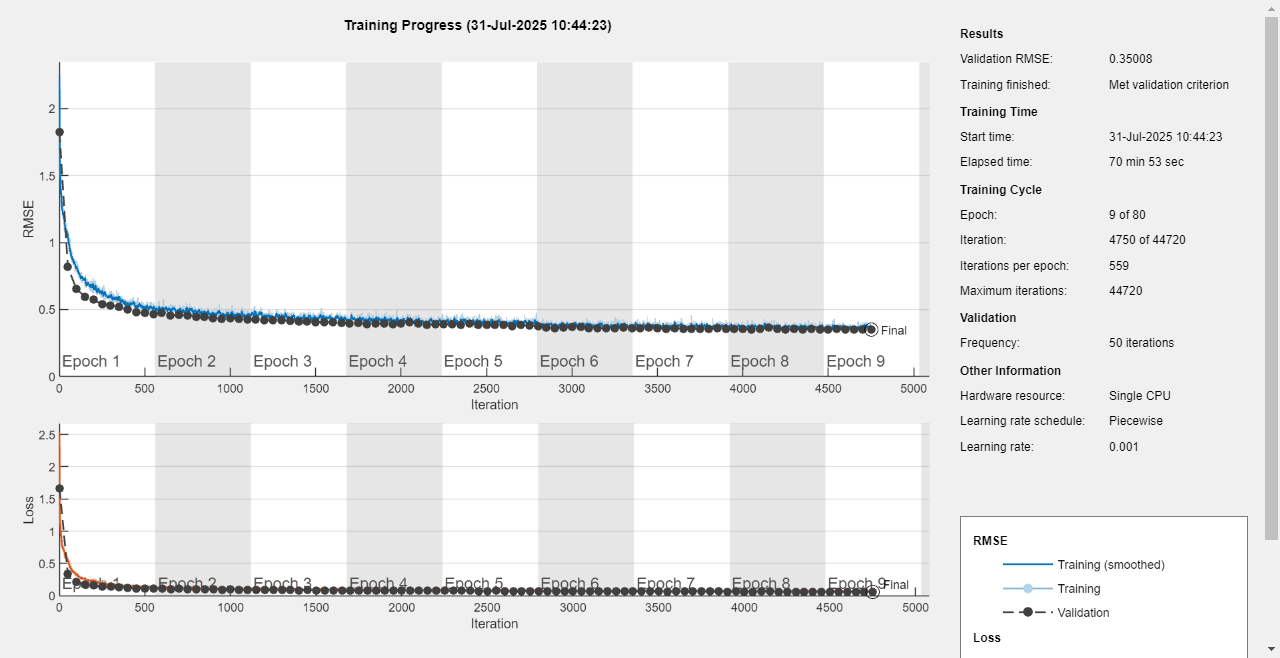 Training Progress (31-Jul-2025 10:44:23)
RMSE
2
1.5
1
0.5
0
Epoch 1 Epoch 2 Epoch 3 Epoch 4 Epoch 5 Epoch 6 Epoch 7 Epoch 8 Epoch 9
Final
0 500 1000 1500 2000 2500 3000 3500 4000 4500 5000
Iteration
Loss
2.5
2
1.5
1
0.5
0
Epoch 1 Epoch 2 Epoch 3 Epoch 4 Epoch 5 Epoch 6 Epoch 7 Epoch 8 Epoch 9
Final
0 500 1000 1500 2000 2500 3000 3500 4000 4500 5000
Iteration
Results
Validation RMSE: 0.35008
Training finished: Met validation criterion
Training Time
Start time: 31-Jul-2025 10:44:23
Elapsed time: 70 min 53 sec
Training Cycle
Epoch: 9 of 80
Iteration: 4750 of 44720
Iterations per epoch: 559
Maximum iterations: 44720
Validation
Frequency: 50 iterations
Other Information
Hardware resource: Single CPU
Learning rate schedule: Piecewise
Learning rate: 0.001
RMSE
Training (smoothed)
Training
Validation
Loss